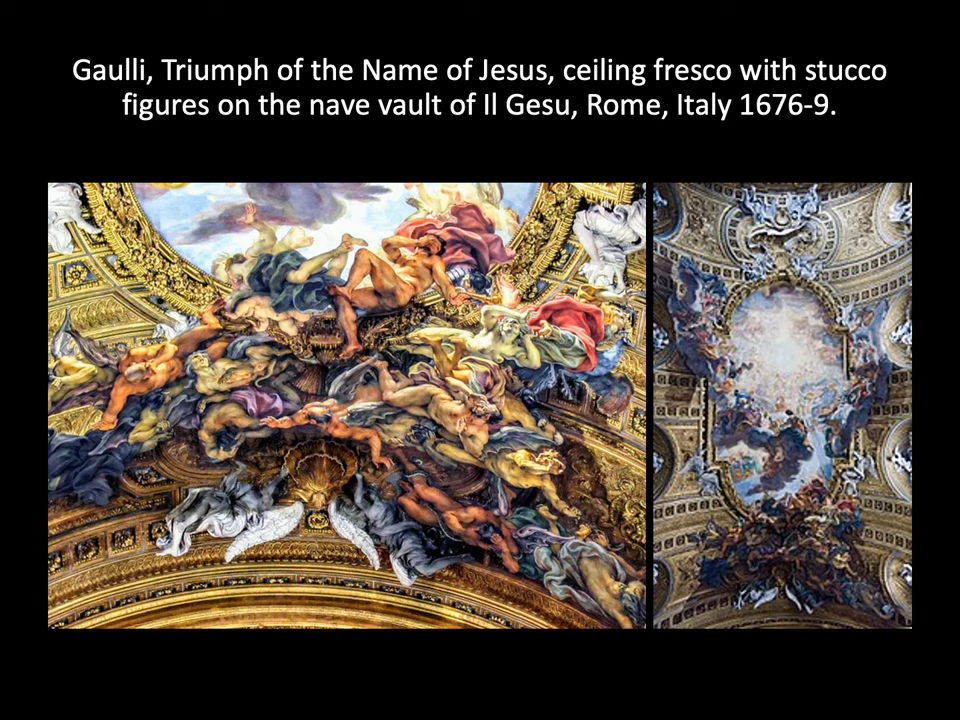 Gaulli, Triumph of the Name of Jesus, ceiling fresco with stucco
figures on the nave vault of Il Gesu, Rome, Italy 1676-9.